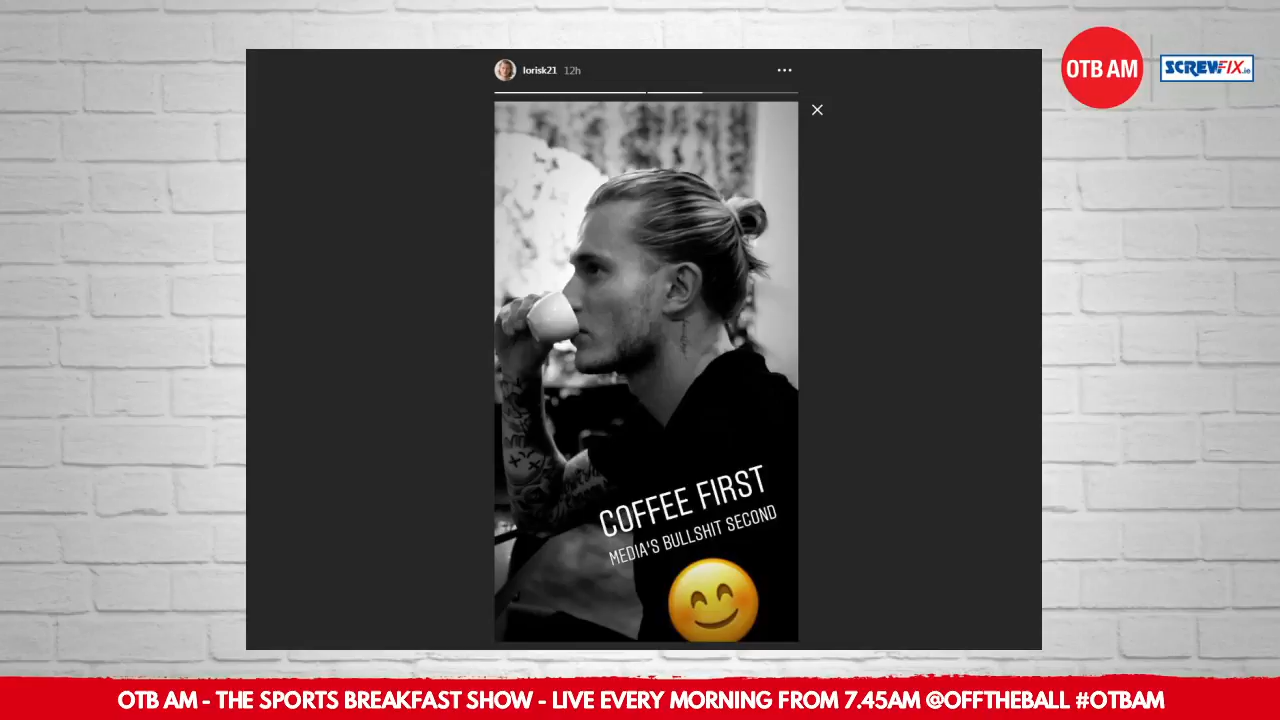 lorisk21 12h
OTB AM
SCREWFIX.ie
COFFEE FIRST
MEDIA'S BULLSHIT SECOND
OTB AM - THE SPORTS BREAKFAST SHOW - LIVE EVERY MORNING FROM 7.45AM @OFFTHEBALL #OTBAM